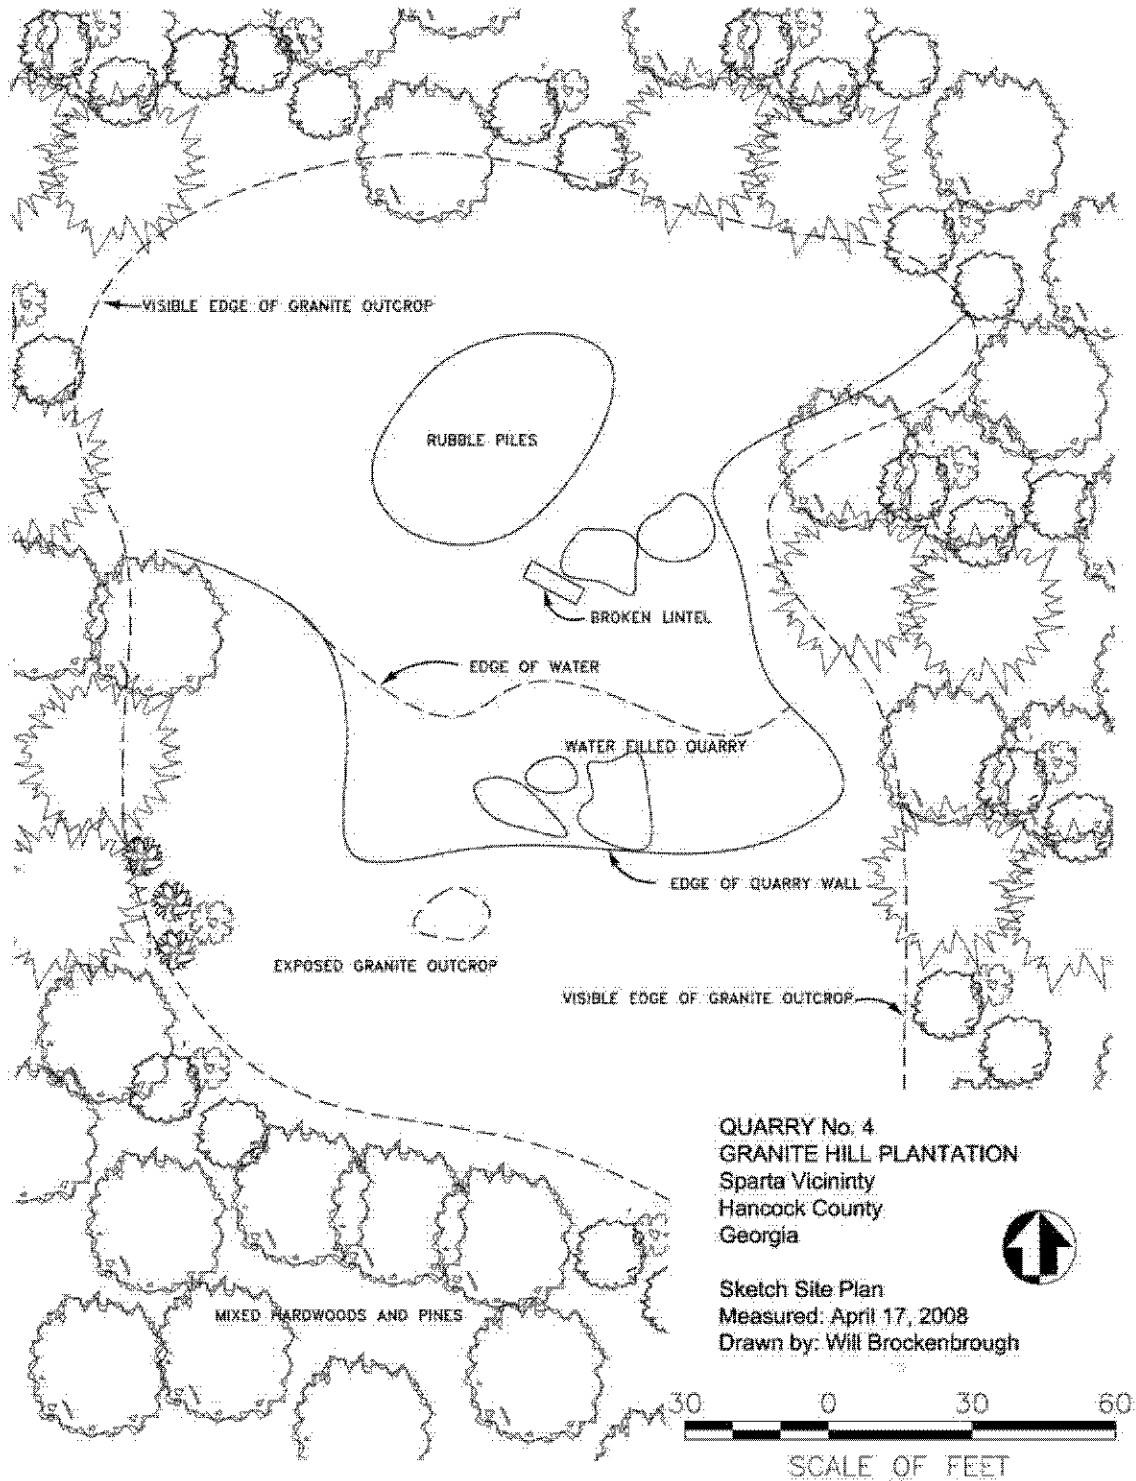 VISIBLE EDGE OF GRANITE OUTCROP
RUBBLE PILES
BROKEN LINTEL
EDGE OF WATER
WATER FILLED QUARRY
EDGE OF QUARRY WALL
EXPOSED GRANITE OUTCROP
VISIBLE EDGE OF GRANITE OUTCROP
QUARRY No. 4
GRANITE HILL PLANTATION
Sparta Vicininty
Hancock County
Georgia
Sketch Site Plan
Measured: April 17, 2008
Drawn by: Will Brockenbrough
MIXED HARDWOODS AND PINES
30 0 30 60
SCALE OF FEET